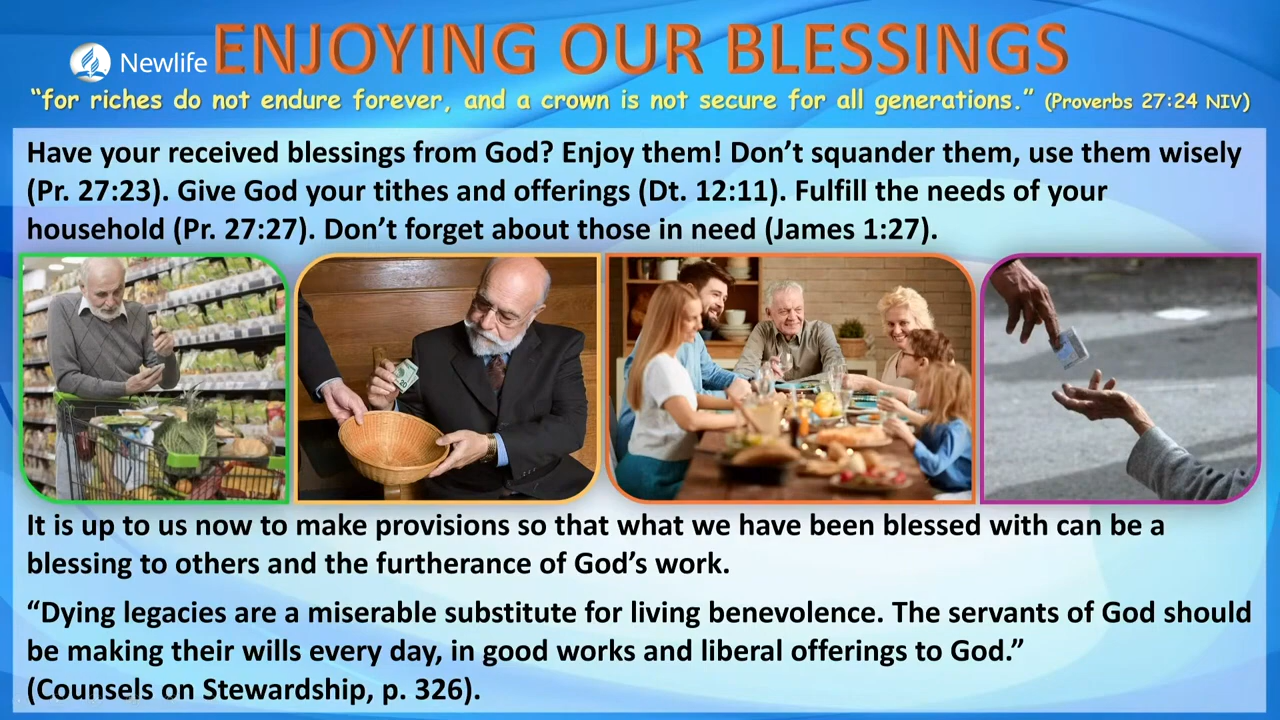 Newlife
ENJOYING OUR BLESSINGS
“for riches do not endure forever, and a crown is not secure for all generations.” (Proverbs 27:24 NIV)
Have your received blessings from God? Enjoy them! Don’t squander them, use them wisely
(Pr. 27:23). Give God your tithes and offerings (Dt. 12:11). Fulfill the needs of your
household (Pr. 27:27). Don’t forget about those in need (James 1:27).
It is up to us now to make provisions so that what we have been blessed with can be a
blessing to others and the furtherance of God’s work.
“Dying legacies are a miserable substitute for living benevolence. The servants of God should
be making their wills every day, in good works and liberal offerings to God.”
(Counsels on Stewardship, p. 326).